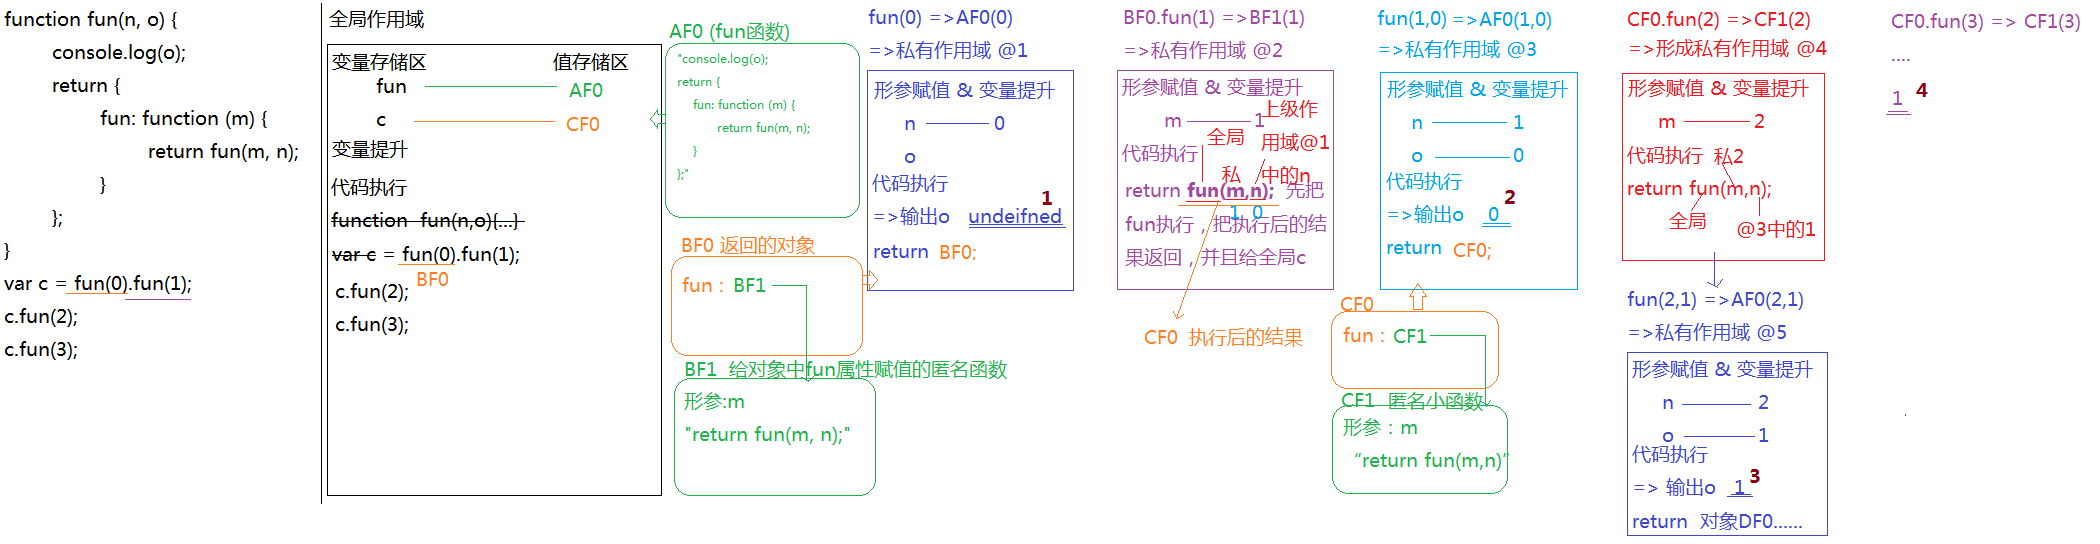 function fun(n, o) {
console.log(o);
return {
fun: function (m) {
return fun(m, n);
}
};
}
var c = fun(0).fun(1);
c.fun(2);
c.fun(3);
全局作用域
变量存储区 值存储区
fun AF0
c CF0
变量提升
代码执行
function fun(n,o){...}
var c = fun(0).fun(1);
BF0
c.fun(2);
c.fun(3);
AF0 (fun函数)
"console.log(o);
return {
fun: function (m) {
return fun(m, n);
}
};"
BF0 返回的对象
fun : BF1
BF1 给对象中fun属性赋值的匿名函数
形参:m
"return fun(m, n);"
fun(0) =>AF0(0)
=>私有作用域 @1
形参赋值 & 变量提升
n 0
o
代码执行
1
=>输出o undeifned
return BF0;
BF0.fun(1) =>BF1(1)
=>私有作用域 @2
形参赋值 & 变量提升
m 1
上级作
用域@1
中的n
全局
代码执行
私
return fun(m,n); 先把
1 0
fun执行，把执行后的结
果返回，并且给全局c
CF0 执行后的结果
fun(1,0) =>AF0(1,0)
=>私有作用域 @3
形参赋值 & 变量提升
n 1
o 0
代码执行
2
=>输出o 0
return CF0;
CF0
fun : CF1
CF1 匿名小函数
形参：m
“return fun(m,n)”
CF0.fun(2) =>CF1(2)
=>形成私有作用域 @4
形参赋值 & 变量提升
m 2
代码执行 私2
return fun(m,n);
全局
@3中的1
fun(2,1) =>AF0(2,1)
=>私有作用域 @5
形参赋值 & 变量提升
n 2
o 1
代码执行
3
=> 输出o 1
return 对象DF0......
CF0.fun(3) => CF1(3)
....
1 4